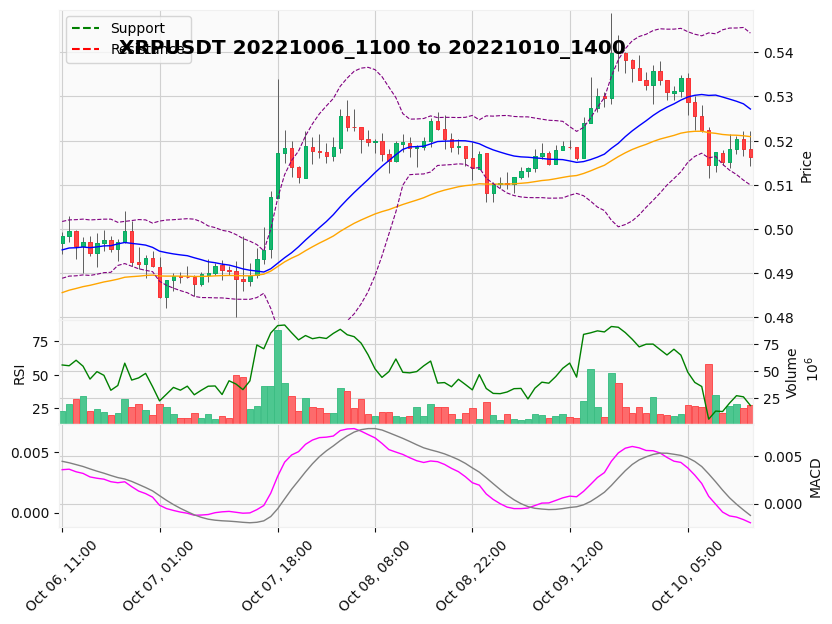 XRPUSDT 20221006_1100 to 20221010_1400
Support
Resistance
0.54
0.53
0.52
0.51
0.50
0.49
0.48
Price
75
50
25
RSI
75
50
25
Volume
10^6
0.005
0.000
0.005
0.000
MACD
Oct 06, 11:00
Oct 07, 01:00
Oct 07, 18:00
Oct 08, 08:00
Oct 08, 22:00
Oct 09, 12:00
Oct 10, 05:00